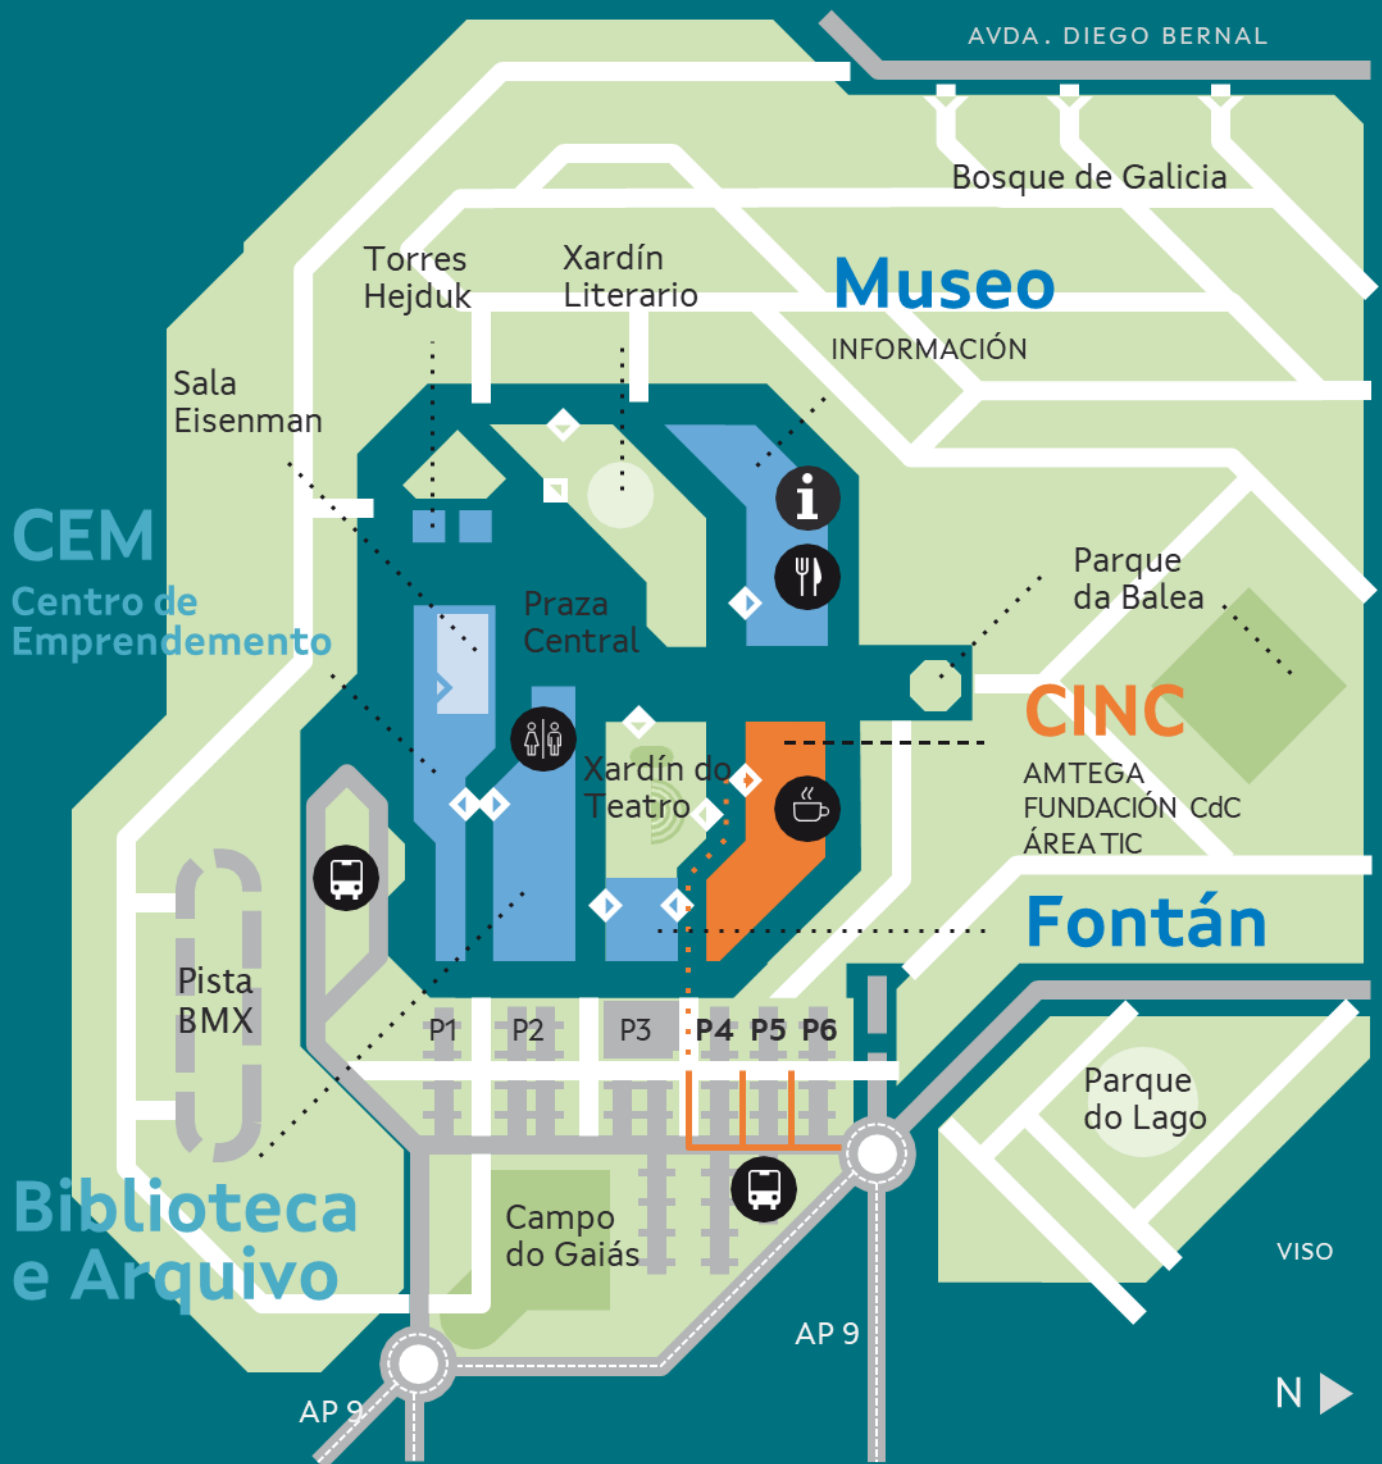 AVDA. DIEGO BERNAL
Bosque de Galicia
Torres
Hejduk
Xardín
Literario
Museo
INFORMACIÓN
Sala
Eisenman
CEM
Centro de
Emprendemento
Praza
Central
Parque
da Balea
CINC
AMTEGA
FUNDACIÓN CdC
ÁREA TIC
Xardín do
Teatro
Fontán
Pista
BMX
P1
P2
P3
P4
P5
P6
Parque
do Lago
Biblioteca
e Arquivo
Campo
do Gaiás
VISO
AP 9
AP 9
N